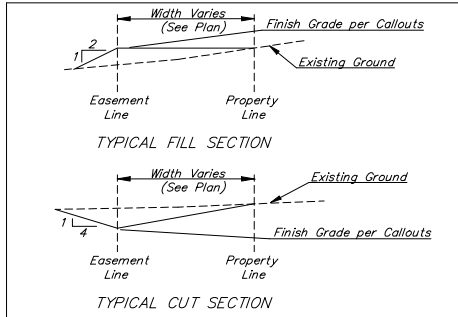 Width Varies
(See Plan)
Finish Grade per Callouts
2
1
Existing Ground
Easement
Line
Property
Line
TYPICAL FILL SECTION
Width Varies
(See Plan)
Existing Ground
1
4
Finish Grade per Callouts
Easement
Line
Property
Line
TYPICAL CUT SECTION